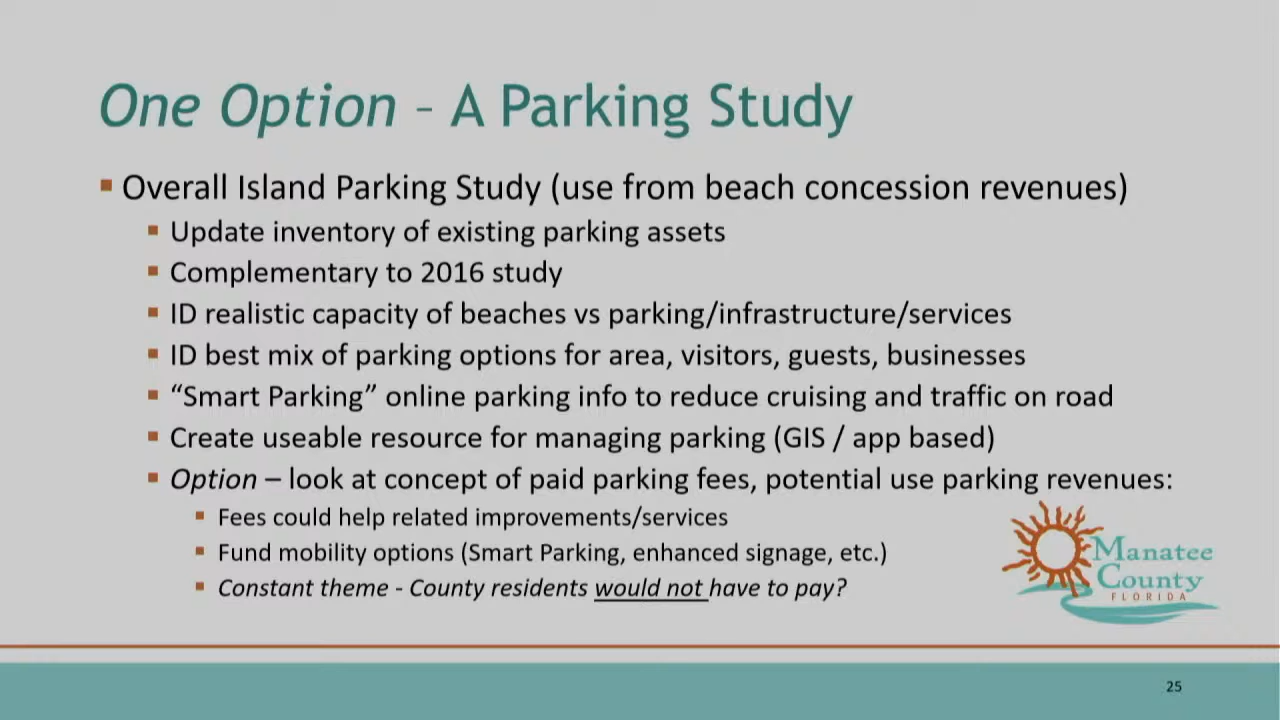 One Option – A Parking Study
▪ Overall Island Parking Study (use from beach concession revenues)
▪ Update inventory of existing parking assets
▪ Complementary to 2016 study
▪ ID realistic capacity of beaches vs parking/infrastructure/services
▪ ID best mix of parking options for area, visitors, guests, businesses
▪ “Smart Parking” online parking info to reduce cruising and traffic on road
▪ Create useable resource for managing parking (GIS / app based)
▪ Option – look at concept of paid parking fees, potential use parking revenues:
▪ Fees could help related improvements/services
▪ Fund mobility options (Smart Parking, enhanced signage, etc.)
▪ Constant theme - County residents would not have to pay?
Manatee
County
FLORIDA
25